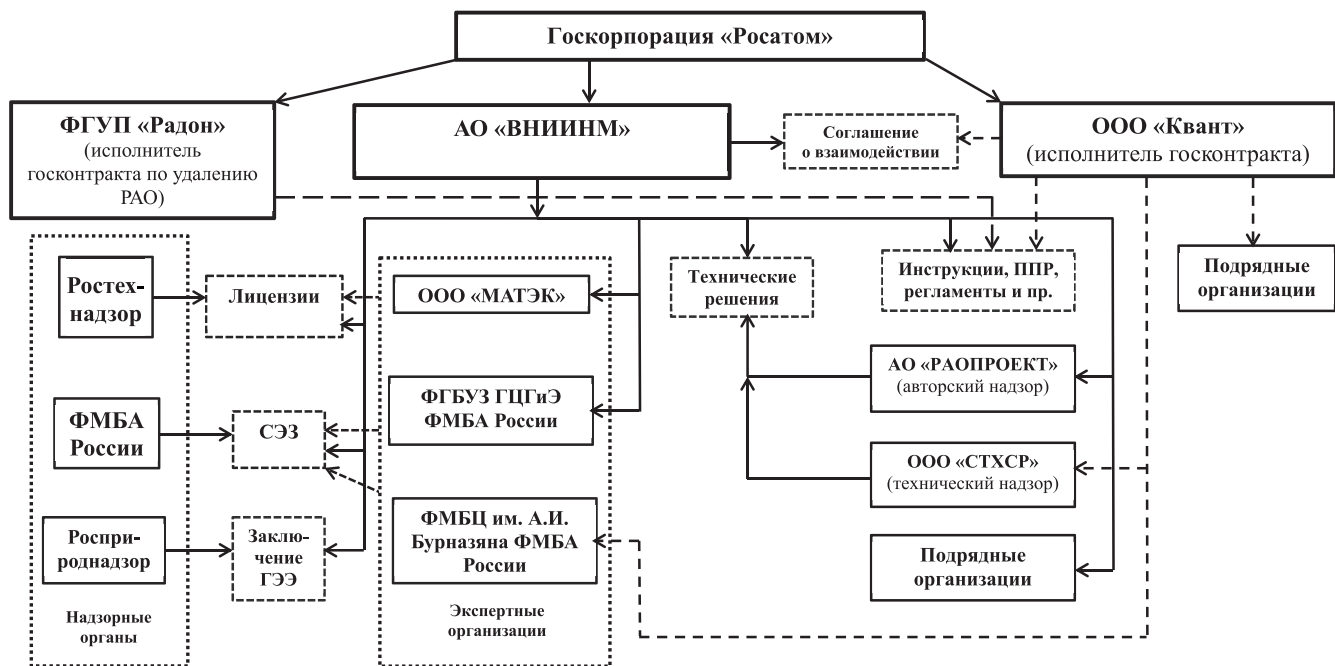 Госкорпорация «Росатом»
ФГУП «Радон»
(исполнитель
госконтракта по удалению
РАО)
АО «ВНИИНМ»
Соглашение
о взаимодействии
ООО «Квант»
(исполнитель госконтракта)
Ростех-
надзор
Лицензии
ООО «МАТЭК»
Технические
решения
Инструкции, ППР,
регламенты и пр.
Подрядные
организации
ФМБА
России
СЭЗ
ФГБУЗ ГЦГиЭ
ФМБА России
АО «РАОПРОЕКТ»
(авторский надзор)
ООО «СТХСР»
(технический надзор)
Роспри-
роднадзор
Заклю-
чение
ГЭЭ
ФМБЦ им. А.И.
Бурназяна ФМБА
России
Подрядные
организации
Надзорные
органы
Экспертные
организации